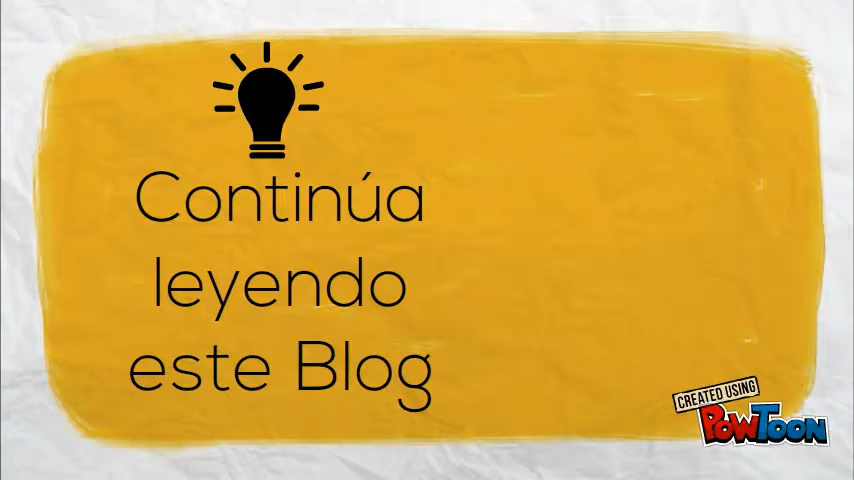 Continúa
leyendo
este Blog
CREATED USING
POWTOON